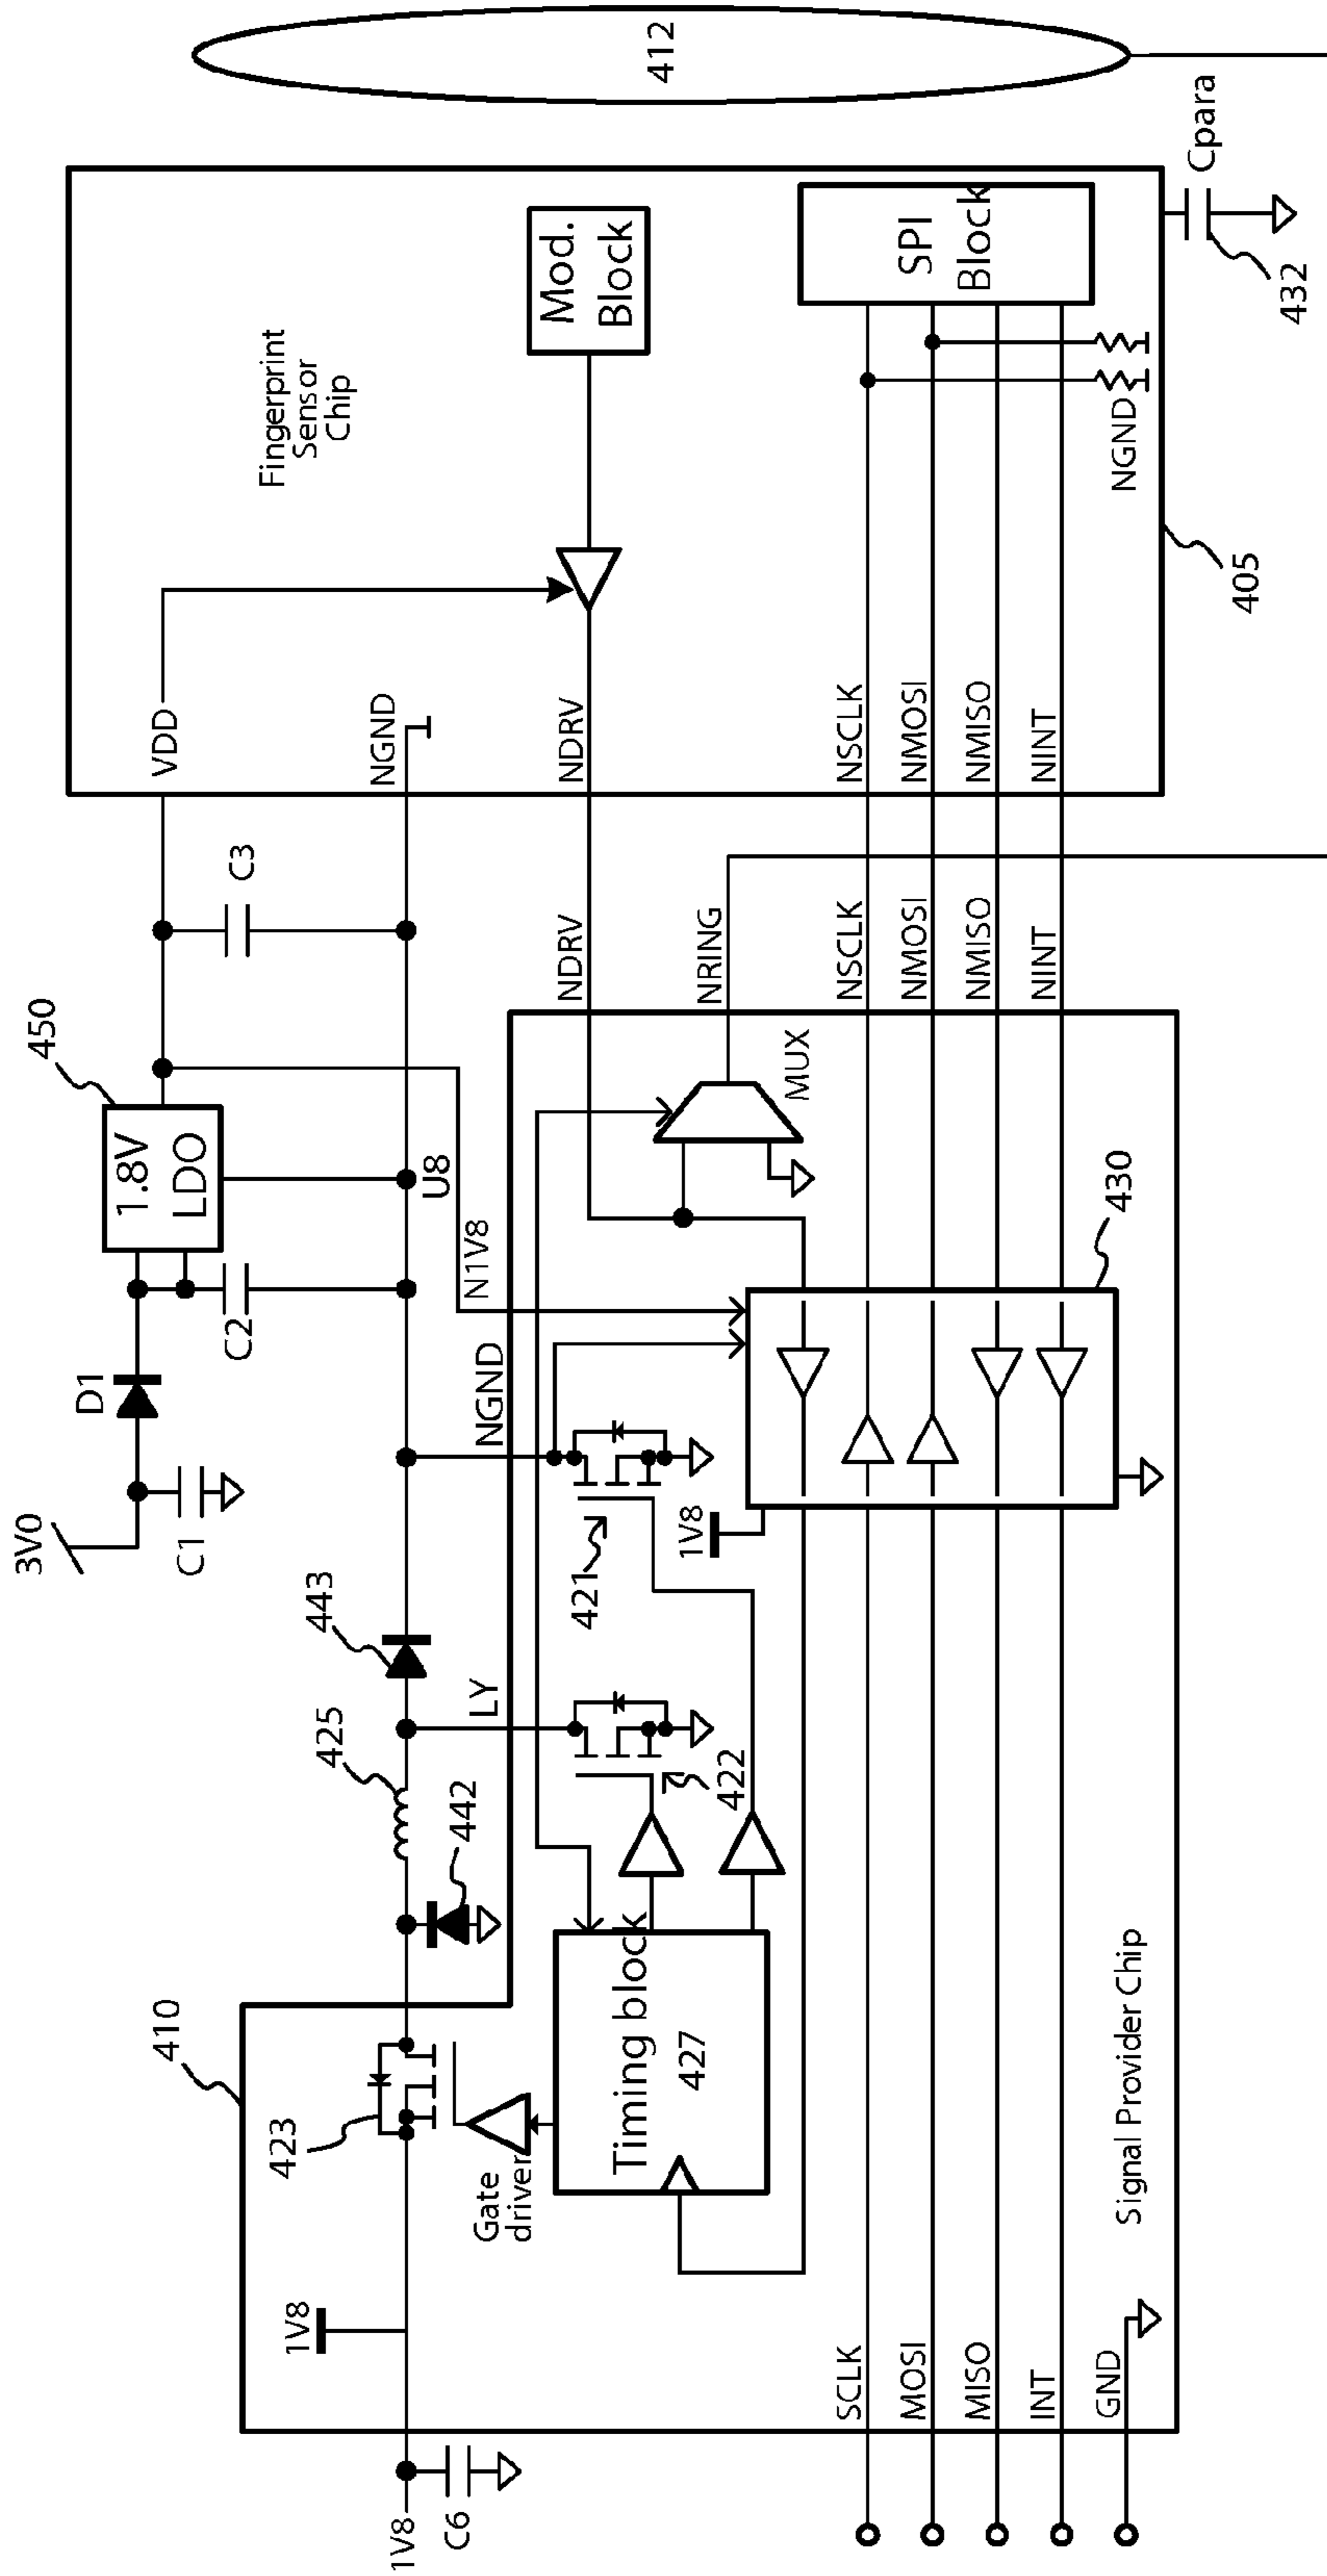 3V0
D1
C1
C2
1.8V
LDO
450
C3
VDD
NGND
Fingerprint
Sensor
Chip
Mod.
Block
412
410
1V8
1V8
C6
423
Gate
driver
442
425
443
LY
NGND
N1V8
U8
NDRV
NDRV
NRING
MUX
Timing block
427
422
421
1V8
430
SCLK
MOSI
MISO
INT
GND
NSCLK
NMOSI
NMISO
NINT
NSCLK
NMOSI
NMISO
NINT
SPI
Block
NGND
405
Cpara
432
Signal Provider Chip